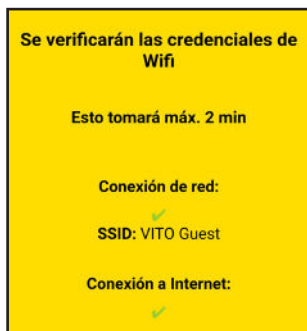 Se verificarán las credenciales de
Wifi
Esto tomará máx. 2 min
Conexión de red:
✔
SSID: VITO Guest
Conexión a Internet:
✔